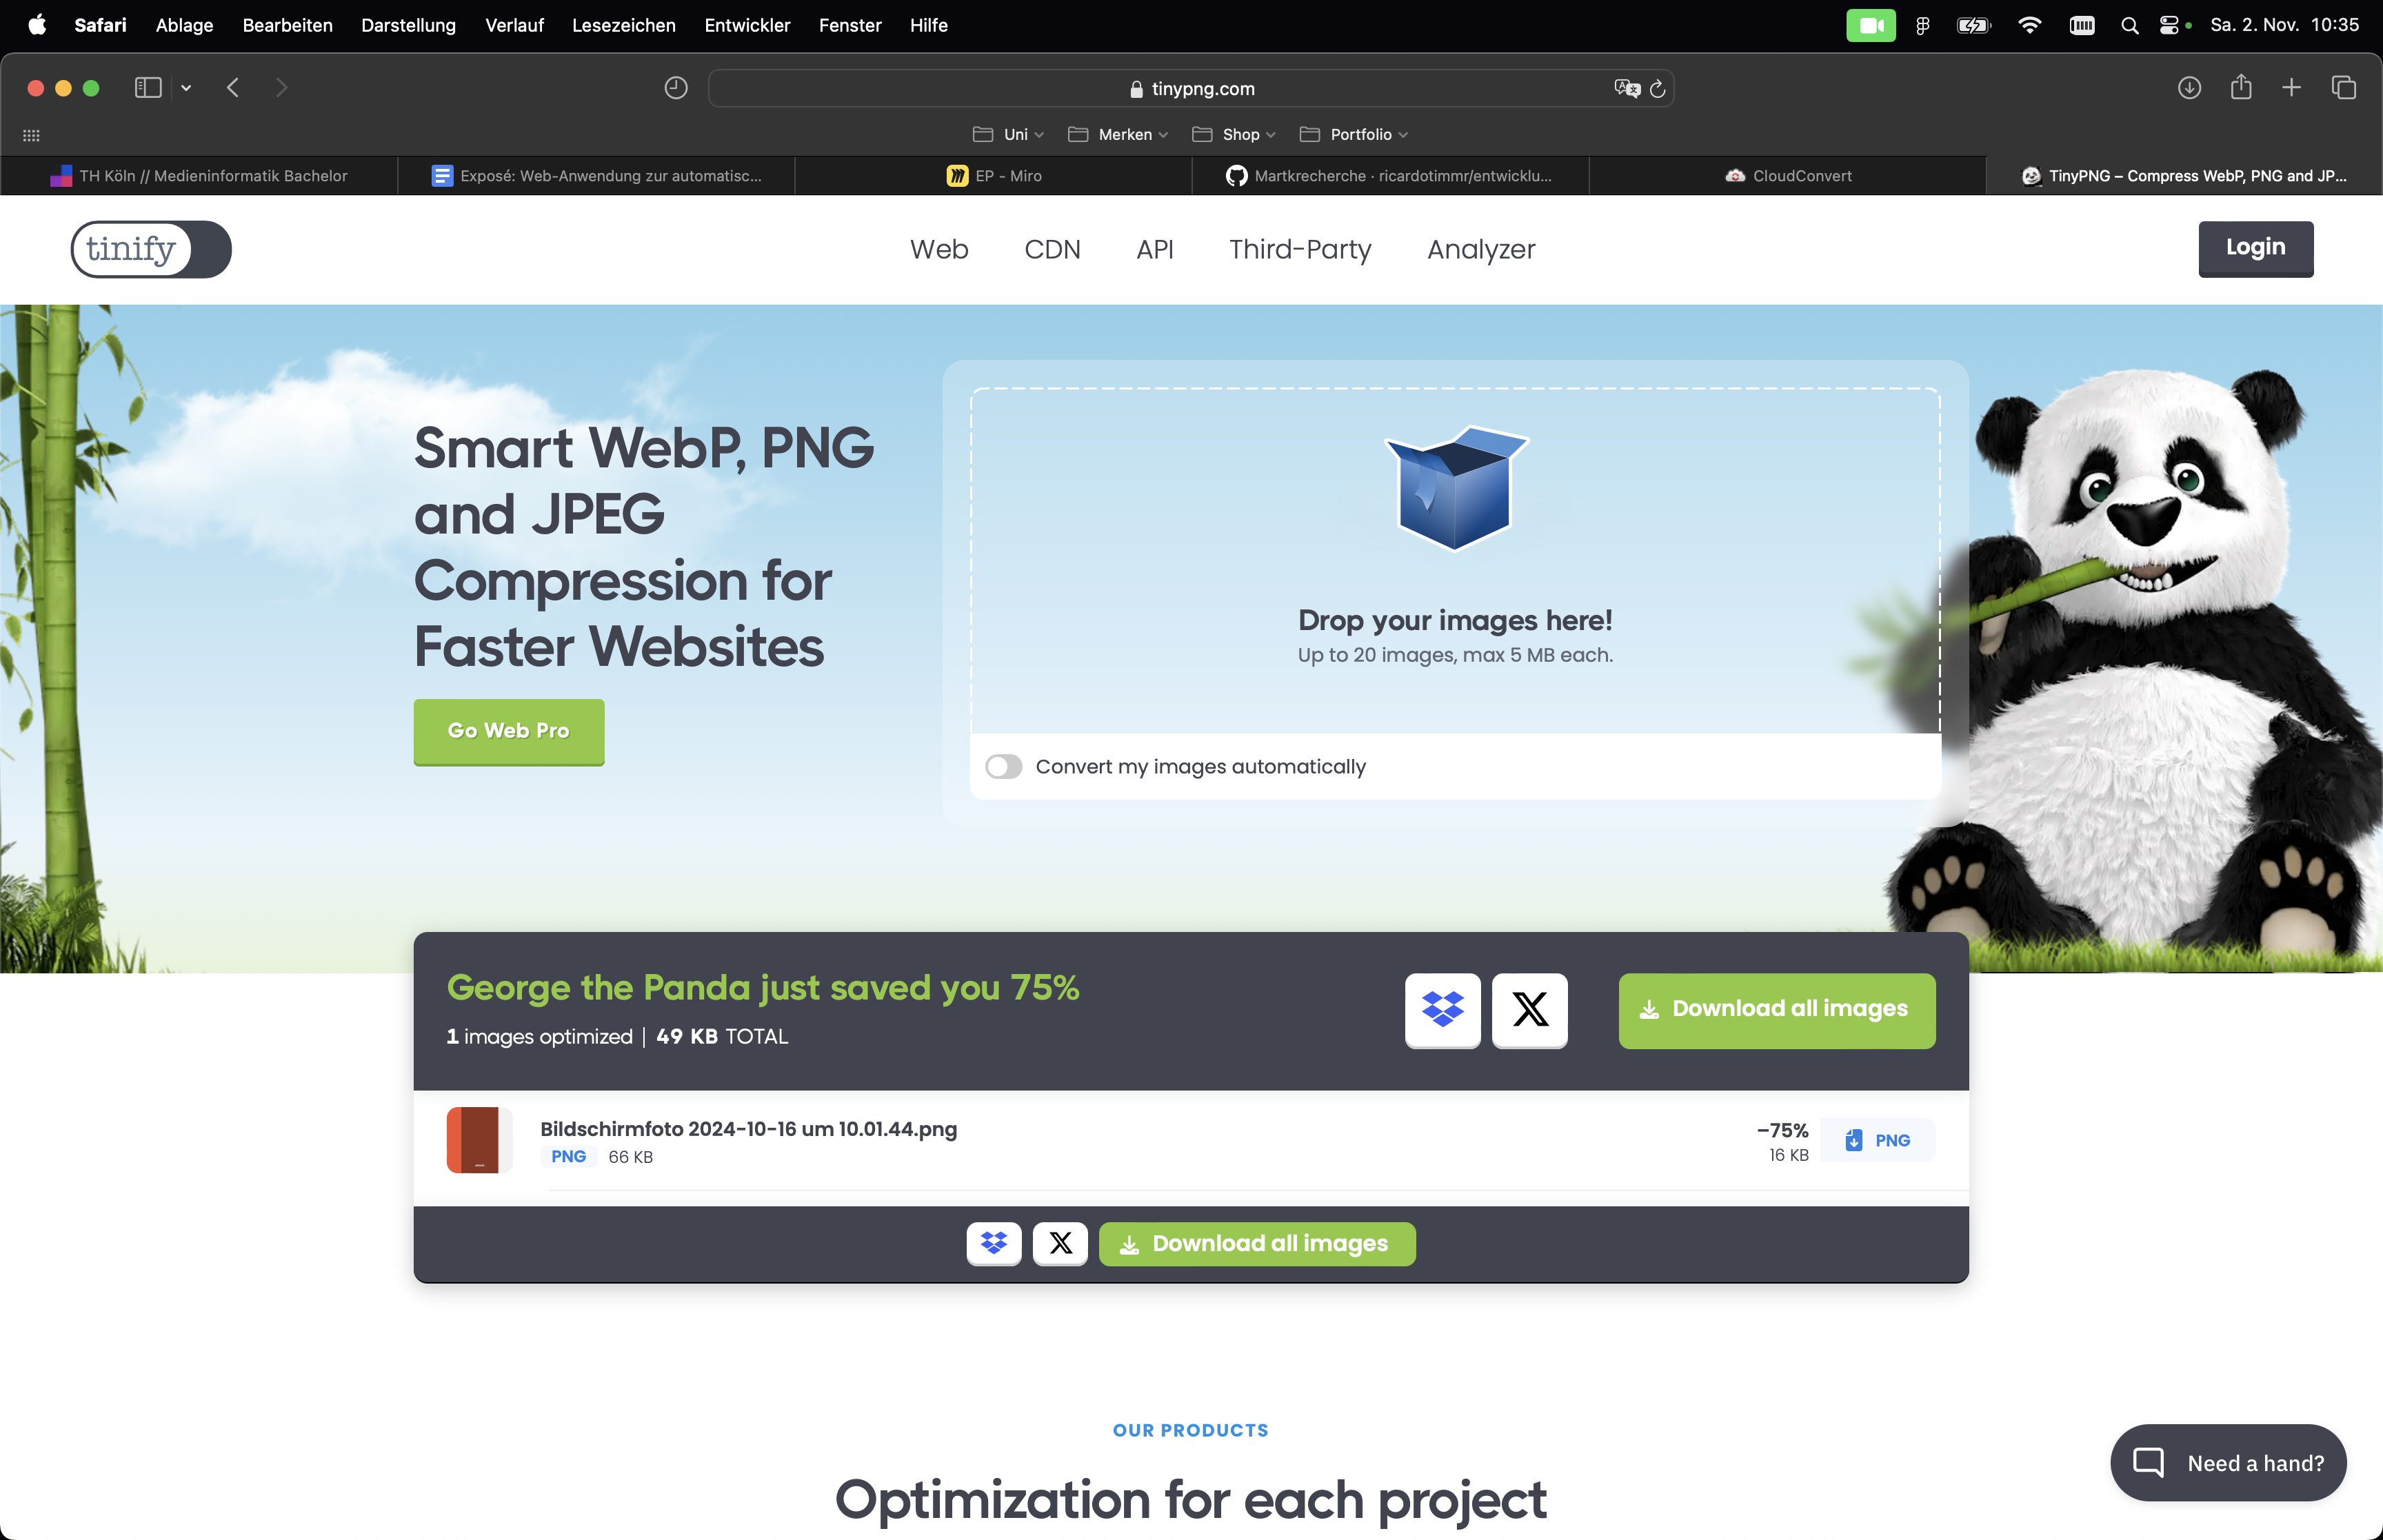 Safari Ablage Bearbeiten Darstellung Verlauf Lesezeichen Entwickler Fenster Hilfe Sa. 2. Nov. 10:35
tinypng.com
Uni Merken Shop Portfolio
TH Köln // Medieninformatik Bachelor Exposé: Web-Anwendung zur automatisc... EP - Miro Martkrecherche · ricardotimmr/entwicklu... CloudConvert TinyPNG – Compress WebP, PNG and JP...
tinify Web CDN API Third-Party Analyzer Login
Smart WebP, PNG
and JPEG
Compression for
Faster Websites
Go Web Pro
Drop your images here!
Up to 20 images, max 5 MB each.
Convert my images automatically
George the Panda just saved you 75%
1 images optimized | 49 KB TOTAL
Download all images
Bildschirmfoto 2024-10-16 um 10.01.44.png
PNG 66 KB
−75%
16 KB
PNG
Download all images
OUR PRODUCTS
Optimization for each project
Need a hand?